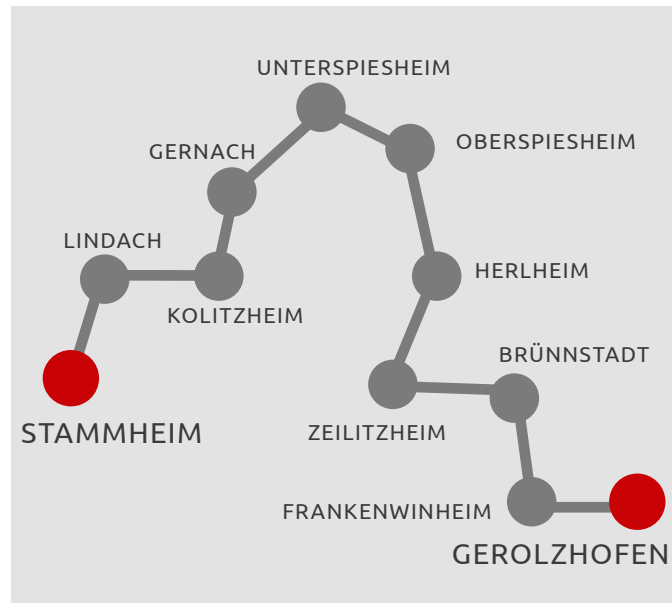 UNTERSPIESHEIM
OBERSPIESHEIM
GERNACH
LINDACH
HERLHEIM
KOLITZHEIM
BRÜNNSTADT
STAMMHEIM
ZEILITZHEIM
FRANKENWINHEIM
GEROLZHOFEN